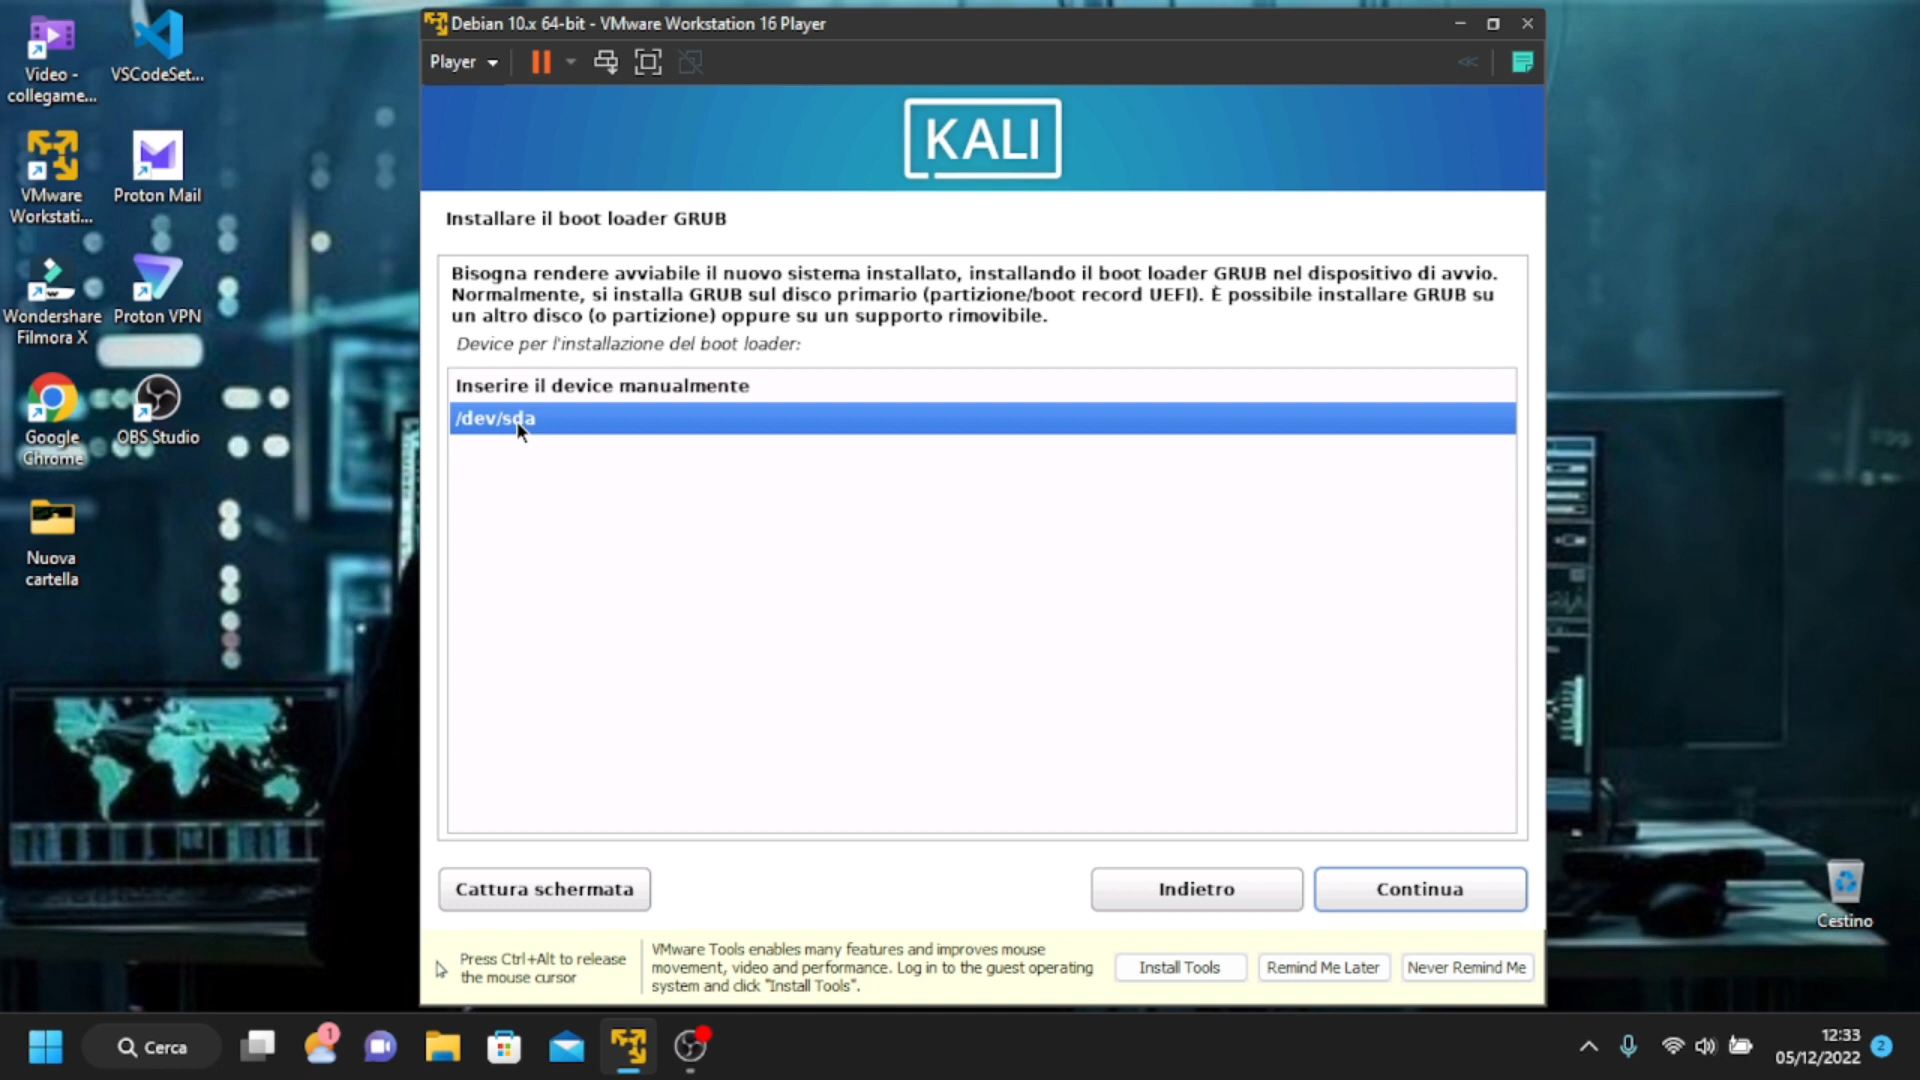 Video -
collegame...
VSCodeSet...
VMware
Workstati...
Proton Mail
Wondershare
Filmora X
Proton VPN
Google
Chrome
OBS Studio
Nuova
cartella
Debian 10.x 64-bit - VMware Workstation 16 Player
Player
KALI
Installare il boot loader GRUB
Bisogna rendere avviabile il nuovo sistema installato, installando il boot loader GRUB nel dispositivo di avvio.
Normalmente, si installa GRUB sul disco primario (partizione/boot record UEFI). È possibile installare GRUB su
un altro disco (o partizione) oppure su un supporto rimovibile.
Device per l'installazione del boot loader:
Inserire il device manualmente
/dev/sda
Cattura schermata
Indietro
Continua
Press Ctrl+Alt to release
the mouse cursor
VMware Tools enables many features and improves mouse
movement, video and performance. Log in to the guest operating
system and click "Install Tools".
Install Tools
Remind Me Later
Never Remind Me
Cestino
Cerca
1
12:33
05/12/2022
2